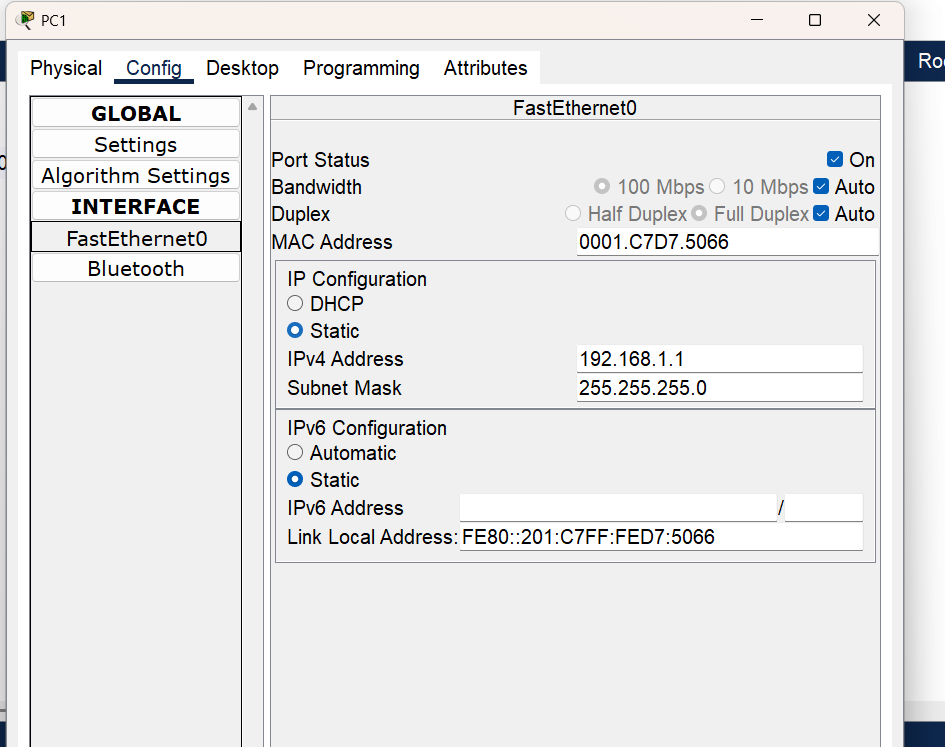 PC1
Physical Config Desktop Programming Attributes
GLOBAL
Settings
Algorithm Settings
INTERFACE
FastEthernet0
Bluetooth
FastEthernet0
Port Status On
Bandwidth 100 Mbps 10 Mbps Auto
Duplex Half Duplex Full Duplex Auto
MAC Address 0001.C7D7.5066
IP Configuration
DHCP
Static
IPv4 Address 192.168.1.1
Subnet Mask 255.255.255.0
IPv6 Configuration
Automatic
Static
IPv6 Address /
Link Local Address: FE80::201:C7FF:FED7:5066